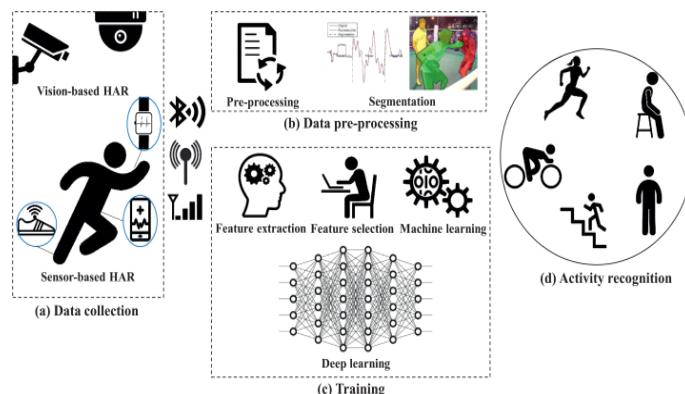 Vision-based HAR
Sensor-based HAR
(a) Data collection
Pre-processing
Segmentation
(b) Data pre-processing
Feature extraction
Feature selection
Machine learning
Deep learning
(c) Training
(d) Activity recognition